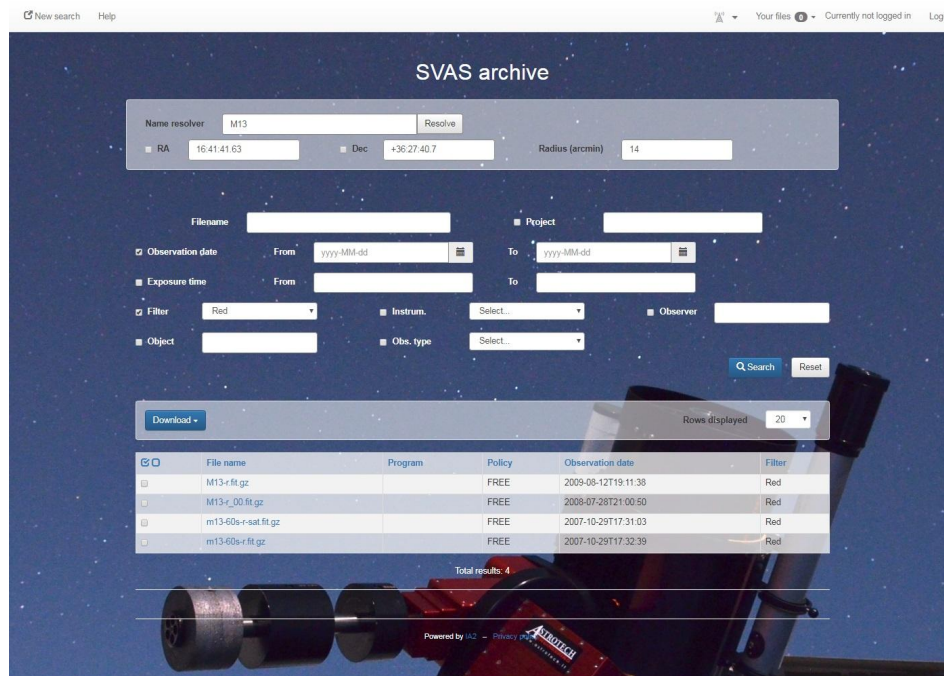 New search Help Your files 0 Currently not logged in Log
SVAS archive
Name resolver M13 Resolve
RA 16:41:41.63 Dec +36:27:40.7 Radius (arcmin) 14
Filename Project
Observation date From yyyy-MM-dd To yyyy-MM-dd
Exposure time From To
Filter Red Instrum. Select... Observer
Object Obs. type Select...
Search Reset
Download Rows displayed 20
File name Program Policy Observation date Filter
M13-r.fit.gz FREE 2009-08-12T19:11:38 Red
M13-r_00.fit.gz FREE 2008-07-28T21:00:50 Red
m13-60s-r-sat.fit.gz FREE 2007-10-29T17:31:03 Red
m13-60s-r.fit.gz FREE 2007-10-29T17:32:39 Red
Total results: 4
Powered by IA2 – Privacy
ASTROTECH